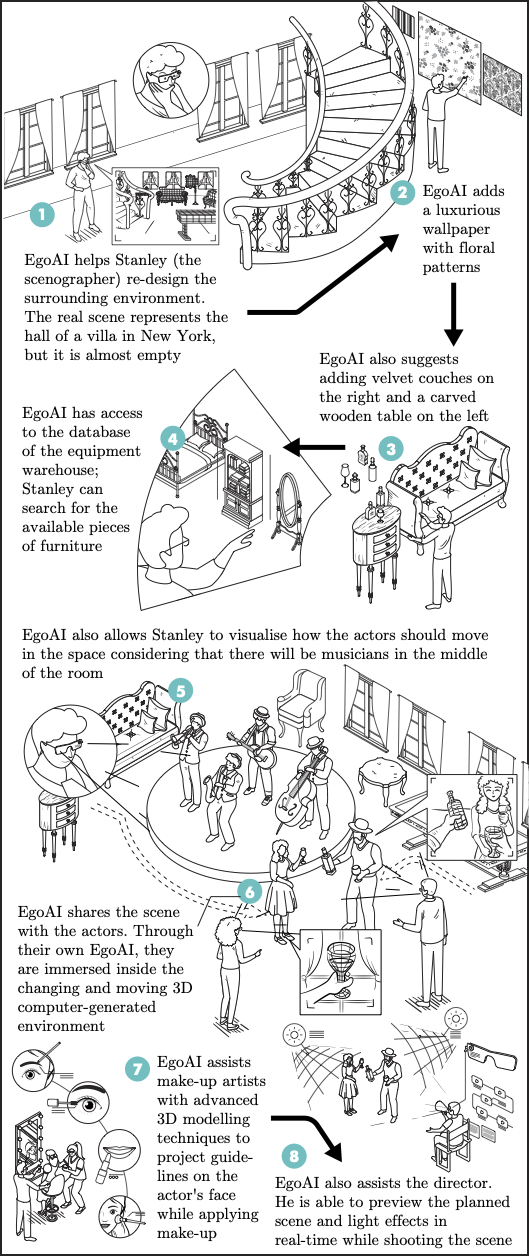 1
EgoAI helps Stanley (the
scenographer) re-design the
surrounding environment.
The real scene represents the
hall of a villa in New York,
but it is almost empty
2
EgoAI adds
a luxurious
wallpaper
with floral
patterns
EgoAI also suggests
adding velvet couches on
the right and a carved
wooden table on the left
3
4
EgoAI has access
to the database
of the equipment
warehouse;
Stanley can
search for the
available pieces
of furniture
EgoAI also allows Stanley to visualise how the actors should move
in the space considering that there will be musicians in the middle
of the room
5
6
EgoAI shares the scene
with the actors. Through
their own EgoAI, they
are immersed inside the
changing and moving 3D
computer-generated
environment
7
EgoAI assists
make-up artists
with advanced
3D modelling
techniques to
project guide-
lines on the
actor's face
while applying
make-up
8
EgoAI also assists the director.
He is able to preview the planned
scene and light effects in
real-time while shooting the scene